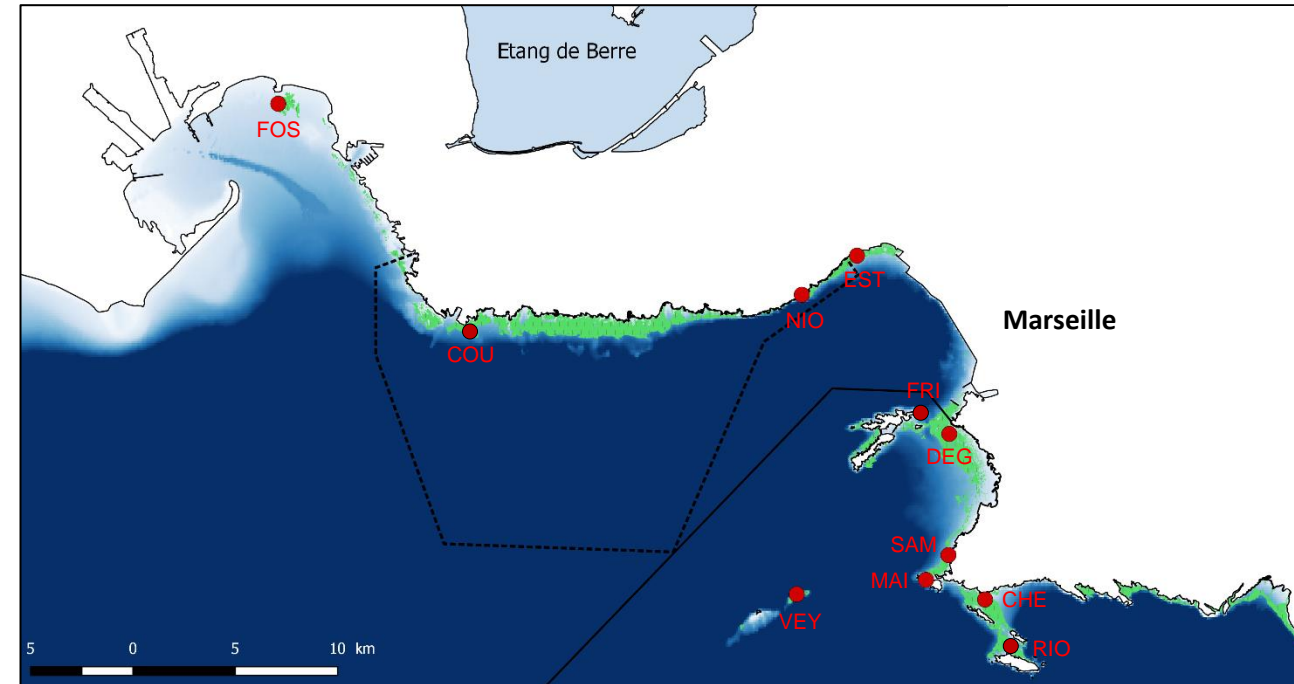 Etang de Berre
FOS
EST
NIO
Marseille
COU
FRI
DEG
SAM
MAI
CHE
VEY
RIO
5 0 5 10 km